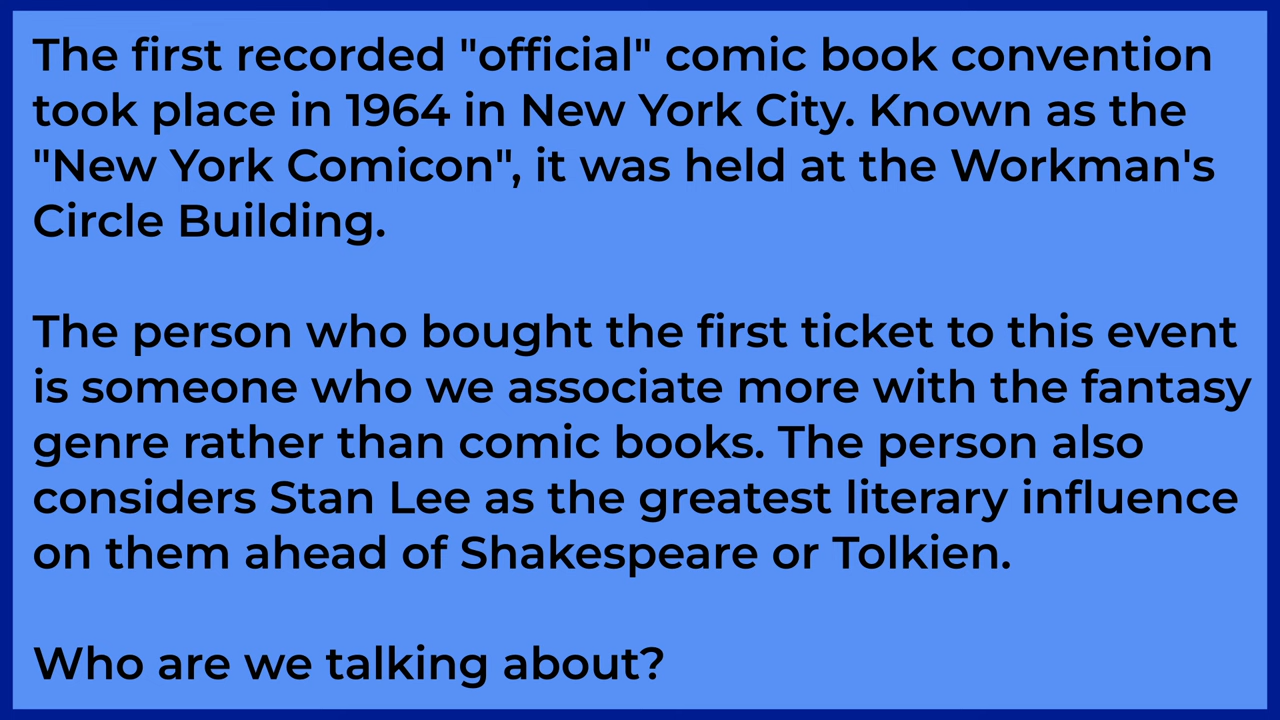 The first recorded "official" comic book convention
took place in 1964 in New York City. Known as the
"New York Comicon", it was held at the Workman's
Circle Building.
The person who bought the first ticket to this event
is someone who we associate more with the fantasy
genre rather than comic books. The person also
considers Stan Lee as the greatest literary influence
on them ahead of Shakespeare or Tolkien.
Who are we talking about?